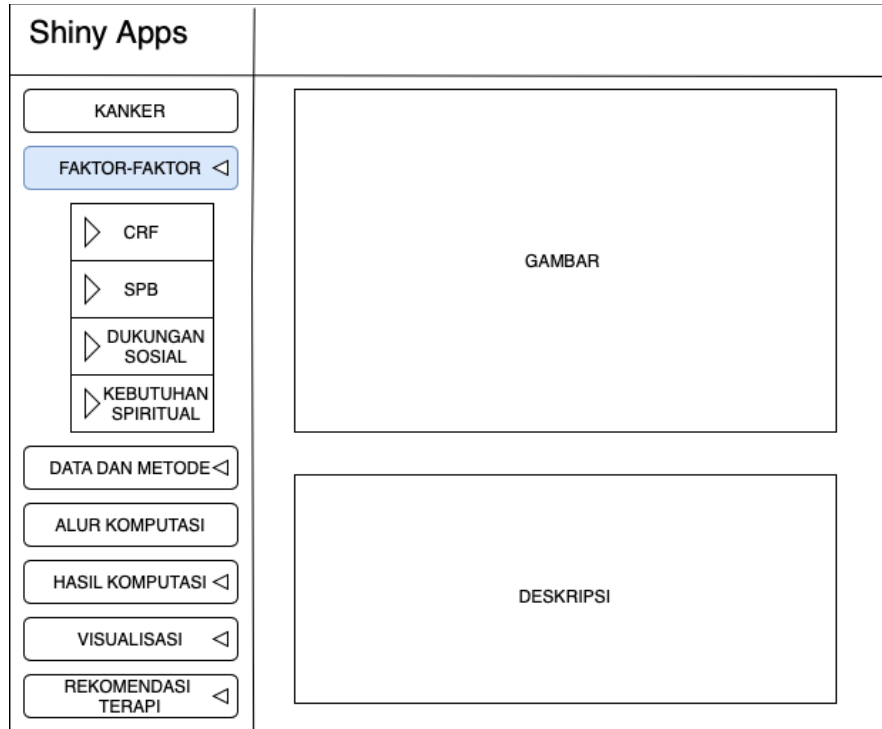 Shiny Apps
KANKER
FAKTOR-FAKTOR
CRF
SPB
DUKUNGAN
SOSIAL
KEBUTUHAN
SPIRITUAL
DATA DAN METODE
ALUR KOMPUTASI
HASIL KOMPUTASI
VISUALISASI
REKOMENDASI
TERAPI
GAMBAR
DESKRIPSI